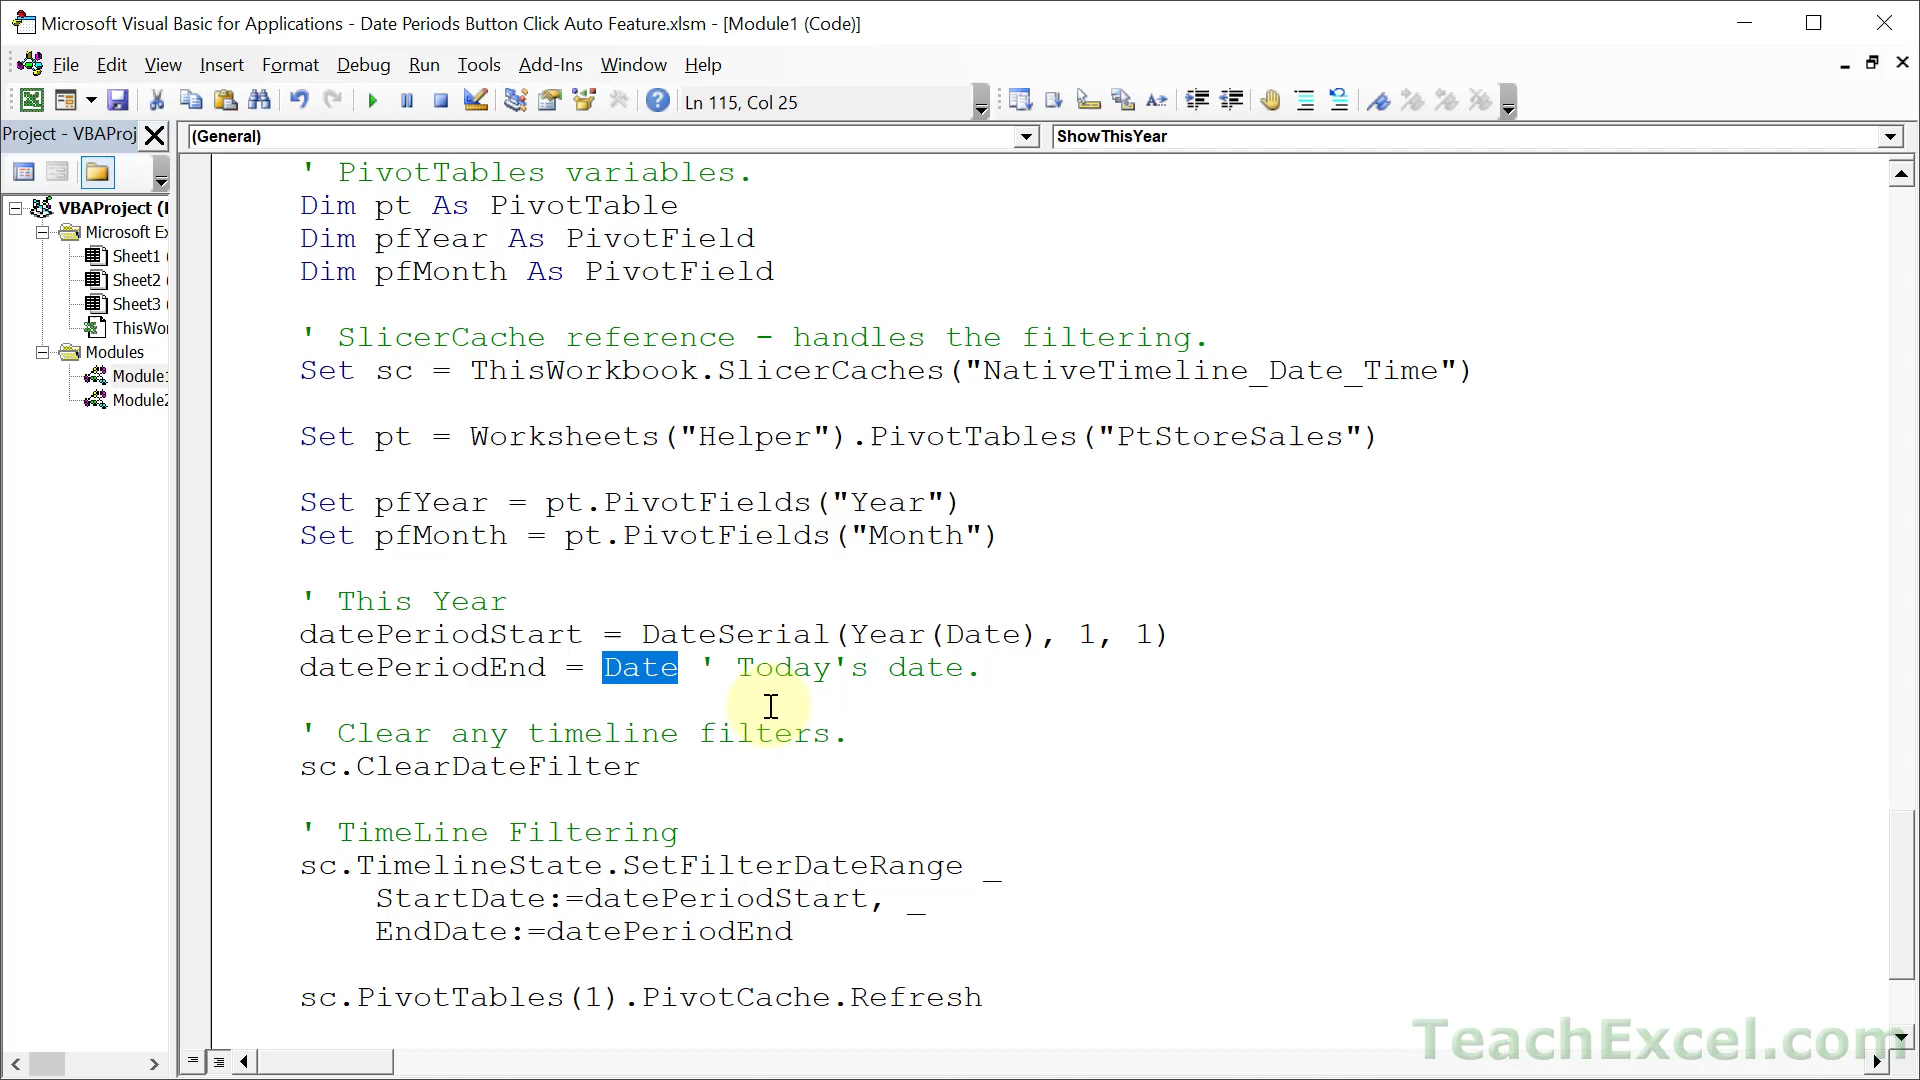 Microsoft Visual Basic for Applications - Date Periods Button Click Auto Feature.xlsm - [Module1 (Code)]
File Edit View Insert Format Debug Run Tools Add-Ins Window Help
Ln 115, Col 25
Project - VBAProj
(General)
ShowThisYear
VBAProject (
Microsoft Ex
Sheet1 (
Sheet2 (
Sheet3 (
ThisWor
Modules
Module1
Module2
' PivotTables variables.
Dim pt As PivotTable
Dim pfYear As PivotField
Dim pfMonth As PivotField
' SlicerCache reference - handles the filtering.
Set sc = ThisWorkbook.SlicerCaches("NativeTimeline_Date_Time")
Set pt = Worksheets("Helper").PivotTables("PtStoreSales")
Set pfYear = pt.PivotFields("Year")
Set pfMonth = pt.PivotFields("Month")
' This Year
datePeriodStart = DateSerial(Year(Date), 1, 1)
datePeriodEnd = Date ' Today's date.
' Clear any timeline filters.
sc.ClearDateFilter
' TimeLine Filtering
sc.TimelineState.SetFilterDateRange _
StartDate:=datePeriodStart, _
EndDate:=datePeriodEnd
sc.PivotTables(1).PivotCache.Refresh
TeachExcel.com